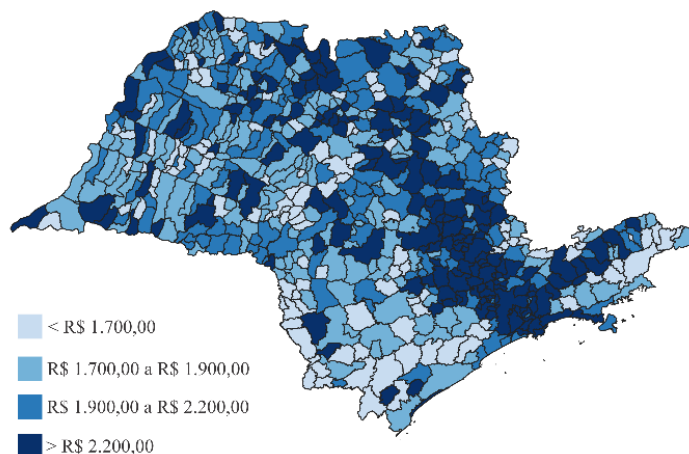 < R$ 1.700,00
R$ 1.700,00 a R$ 1.900,00
R$ 1.900,00 a R$ 2.200,00
> R$ 2.200,00